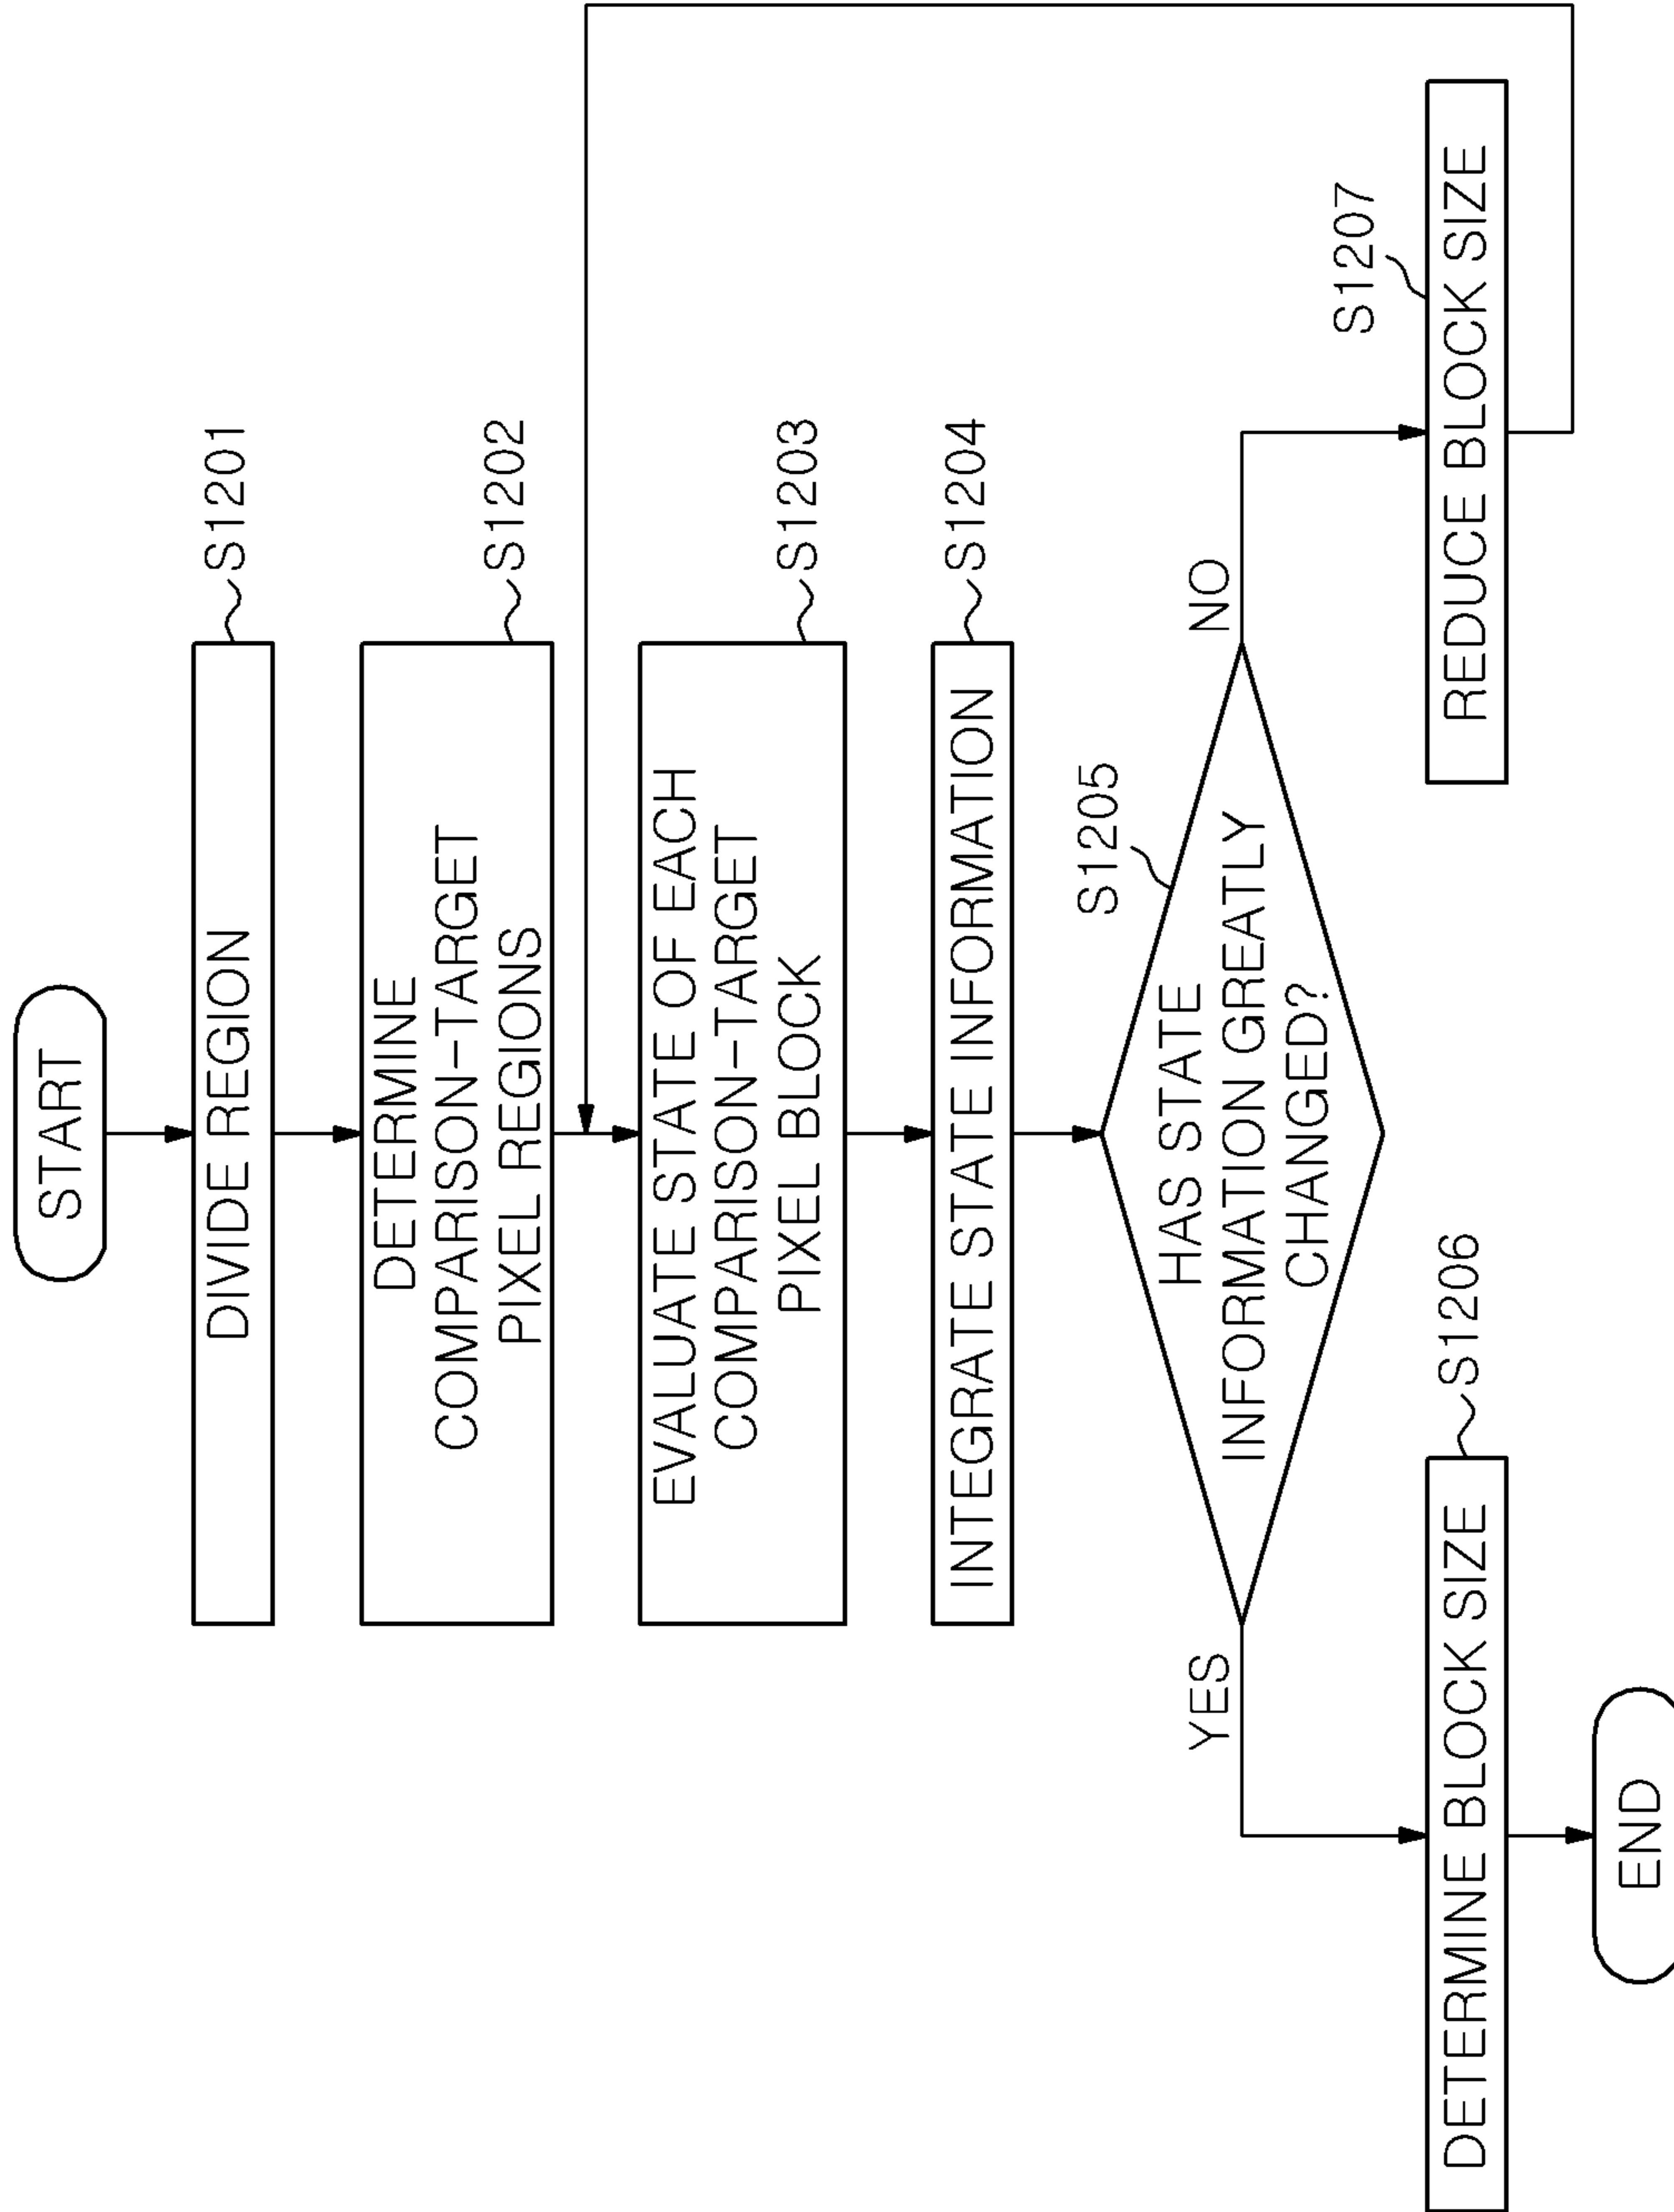 START
DIVIDE REGION
S1201
DETERMINE
COMPARISON-TARGET
PIXEL REGIONS
S1202
EVALUATE STATE OF EACH
COMPARISON-TARGET
PIXEL BLOCK
S1203
INTEGRATE STATE INFORMATION
S1204
S1205
HAS STATE
INFORMATION GREATLY
CHANGED?
YES
NO
DETERMINE BLOCK SIZE
S1206
REDUCE BLOCK SIZE
S1207
END